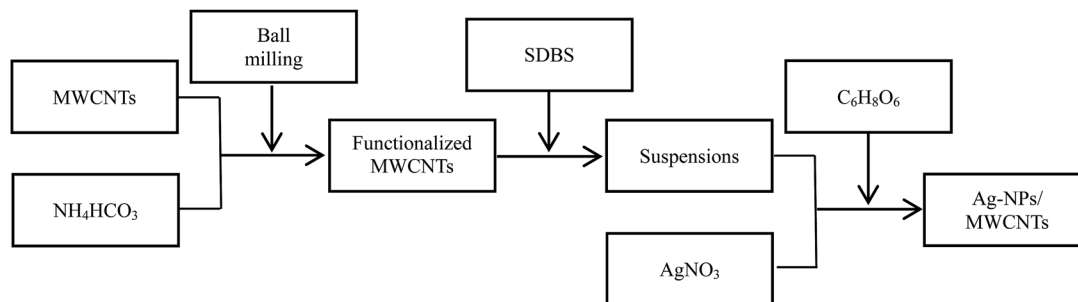 Ball
milling
MWCNTs
NH₄HCO₃
Functionalized
MWCNTs
SDBS
Suspensions
AgNO₃
C₆H₈O₆
Ag-NPs/
MWCNTs